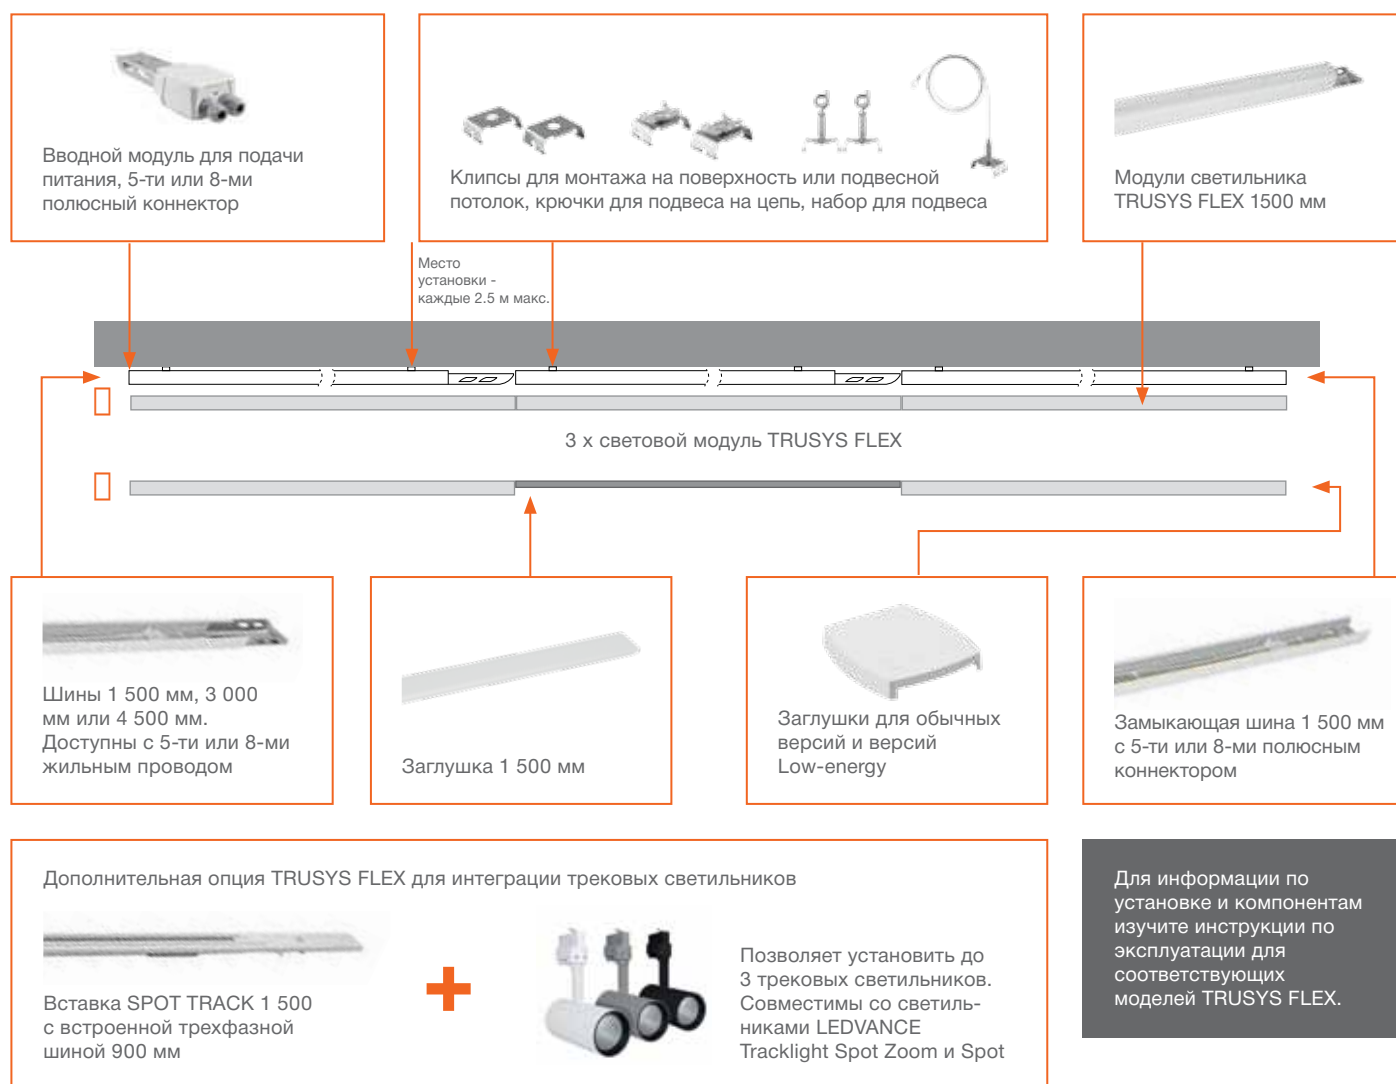 Вводной модуль для подачи
питания, 5-ти или 8-ми
полюсный коннектор
Клипсы для монтажа на поверхность или подвесной
потолок, крючки для подвеса на цепь, набор для подвеса
Модули светильника
TRUSYS FLEX 1500 мм
Место
установки -
каждые 2.5 м макс.
3 x световой модуль TRUSYS FLEX
Шины 1 500 мм, 3 000
мм или 4 500 мм.
Доступны с 5-ти или 8-ми
жильным проводом
Заглушка 1 500 мм
Заглушки для обычных
версий и версий
Low-energy
Замыкающая шина 1 500 мм
с 5-ти или 8-ми полюсным
коннектором
Дополнительная опция TRUSYS FLEX для интеграции трековых светильников
Вставка SPOT TRACK 1 500
с встроенной трехфазной
шиной 900 мм
Позволяет установить до
3 трековых светильников.
Совместимы со светиль-
никами LEDVANCE
Tracklight Spot Zoom и Spot
Для информации по
установке и компонентам
изучите инструкции по
эксплуатации для
соответствующих
моделей TRUSYS FLEX.